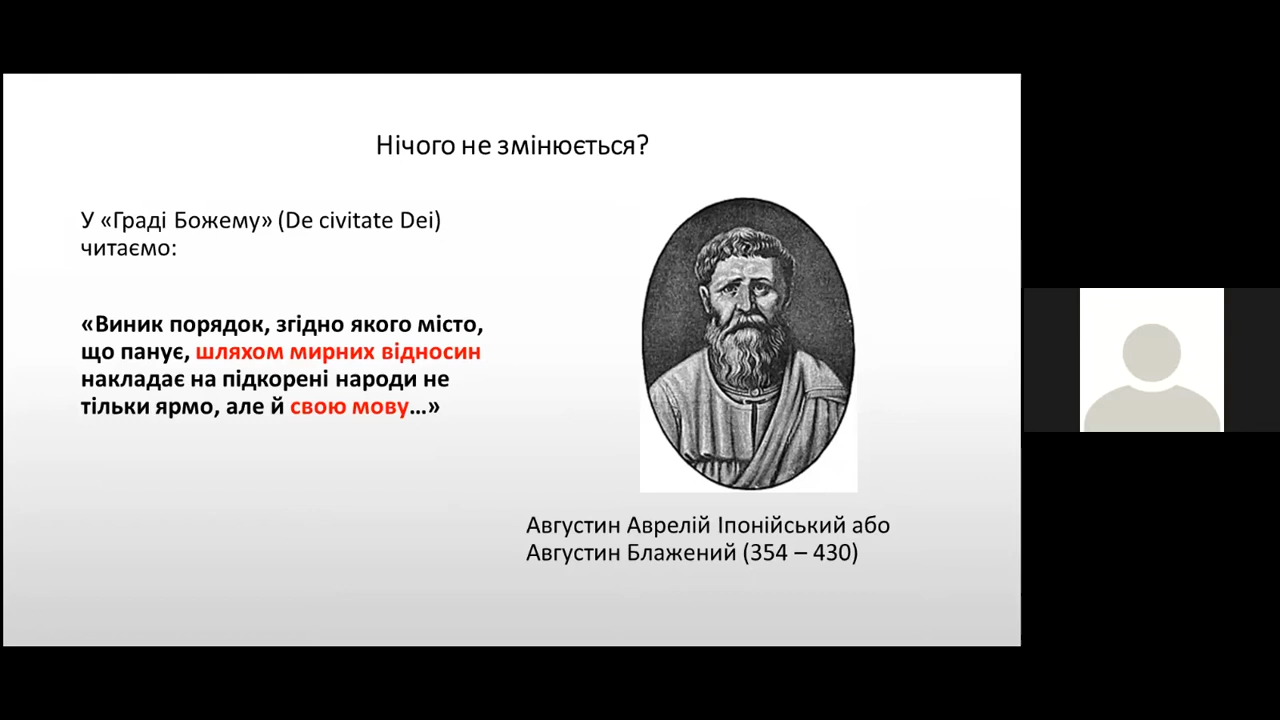 Нічого не змінюється?
У «Граді Божему» (De civitate Dei)
читаємо:
«Виник порядок, згідно якого місто,
що панує, шляхом мирних відносин
накладає на підкорені народи не
тільки ярмо, але й свою мову…»
Августин Аврелій Іпонійський або
Августин Блажений (354 – 430)